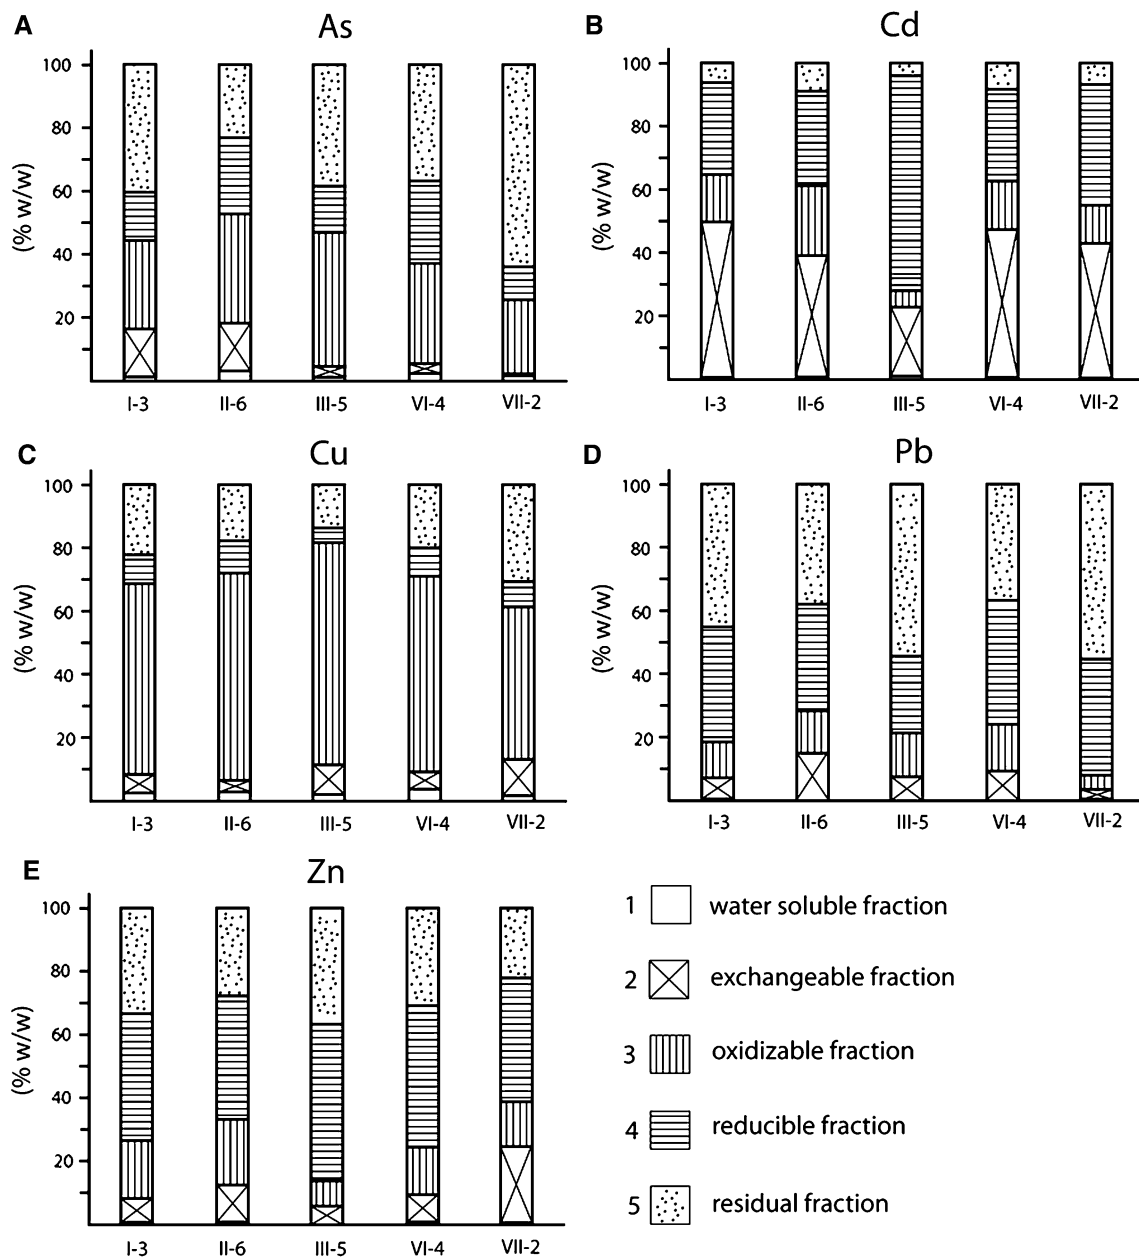 A As
(% w/w)
100
80
60
40
20
I-3 II-6 III-5 VI-4 VII-2
B Cd
(% w/w)
100
80
60
40
20
I-3 II-6 III-5 VI-4 VII-2
C Cu
(% w/w)
100
80
60
40
20
I-3 II-6 III-5 VI-4 VII-2
D Pb
(% w/w)
100
80
60
40
20
I-3 II-6 III-5 VI-4 VII-2
E Zn
(% w/w)
100
80
60
40
20
I-3 II-6 III-5 VI-4 VII-2
1 water soluble fraction
2 exchangeable fraction
3 oxidizable fraction
4 reducible fraction
5 residual fraction